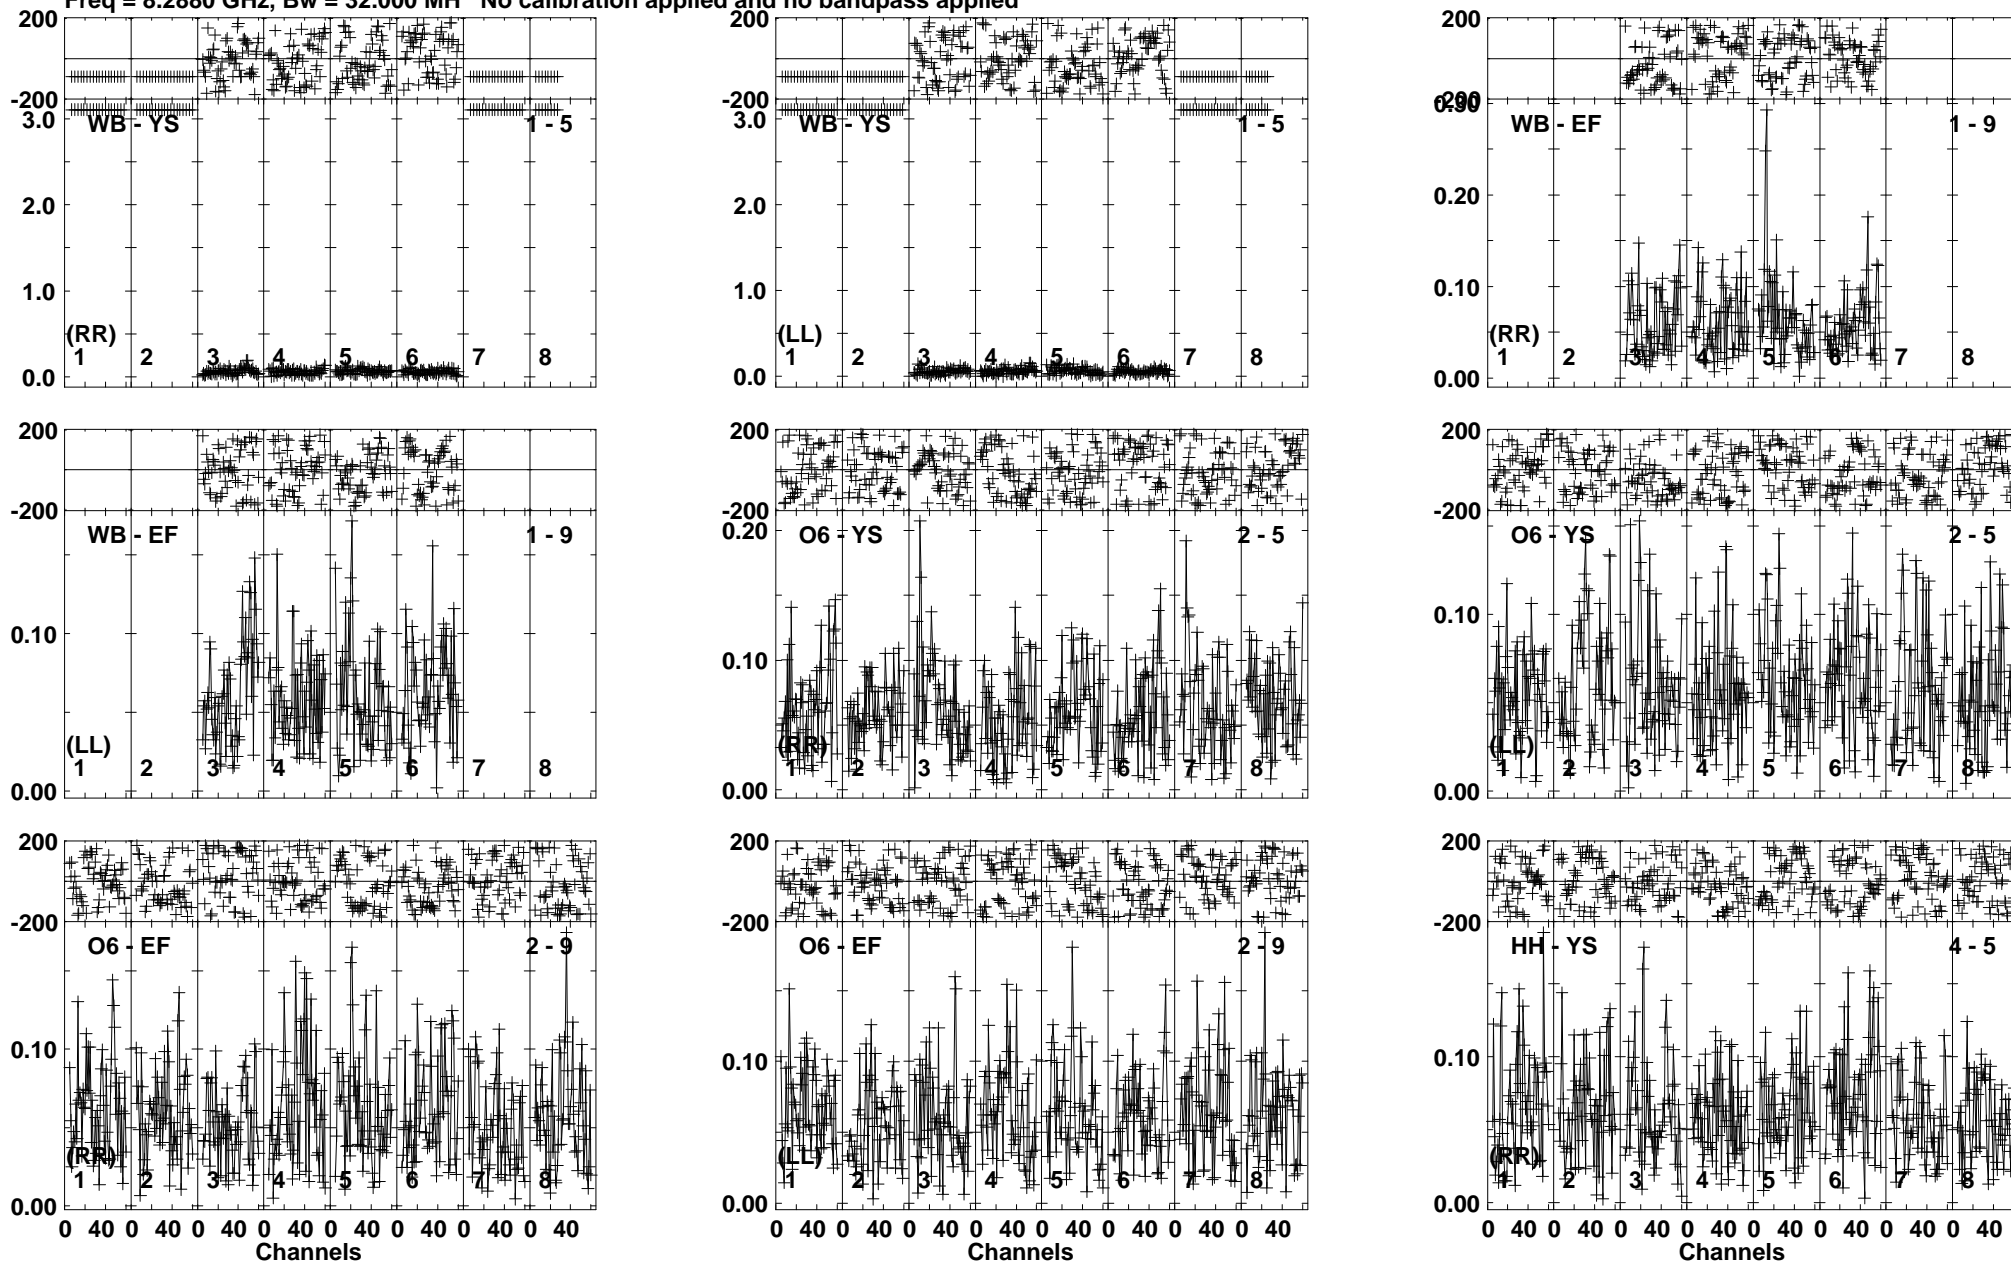 Freq = 8.2880 GHz, Bw = 32.000 MH No calibration applied and no bandpass applied
200 200 200
-200 -200 -200
WB - YS 1 - 5 WB - YS 1 - 5 0.30 WB - EF 1 - 9
3.0 3.0
2.0 2.0 0.20
1.0 1.0 0.10
(RR) (LL) (RR)
1 2 3 4 5 6 7 8 1 2 3 4 5 6 7 8 1 2 3 4 5 6 7 8
0.0 0.0 0.00
200 200 200
-200 -200 -200
WB - EF 1 - 9 0.20 O6 - YS 2 - 5 O6 - YS 2 - 5
0.10 0.10 0.10
(LL) (RR) (LL)
1 2 3 4 5 6 7 8 1 2 3 4 5 6 7 8 1 2 3 4 5 6 7 8
0.00 0.00 0.00
200 200 200
-200 -200 -200
O6 - EF 2 - 9 O6 - EF 2 - 9 HH - YS 4 - 5
0.10 0.10 0.10
(RR) (LL) (RR)
1 2 3 4 5 6 7 8 1 2 3 4 5 6 7 8 1 2 3 4 5 6 7 8
0.00 0.00 0.00
0 40 0 40 0 40 0 40 0 40 0 40 0 40 0 40 0 40 0 40 0 40 0 40 0 40 0 40 0 40 0 40 0 40 0 40 0 40 0 40 0 40 0 40 0 40 0 40
Channels Channels Channels